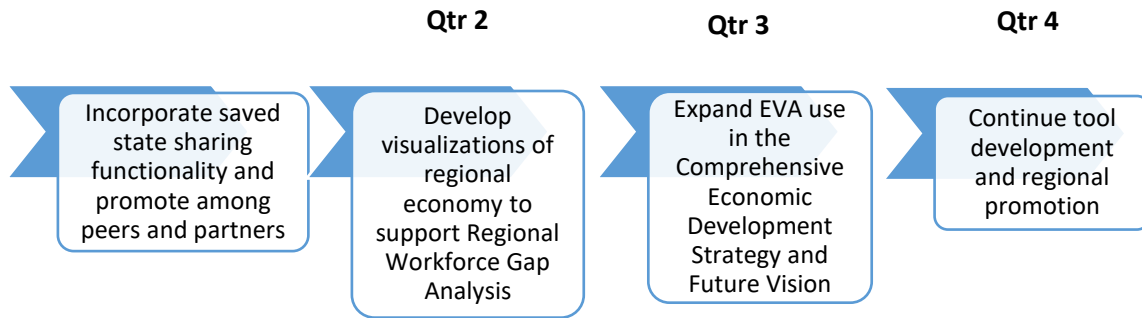 Qtr 2
Qtr 3
Qtr 4
Incorporate saved
state sharing
functionality and
promote among
peers and partners
Develop
visualizations of
regional
economy to
support Regional
Workforce Gap
Analysis
Expand EVA use
in the
Comprehensive
Economic
Development
Strategy and
Future Vision
Continue tool
development
and regional
promotion